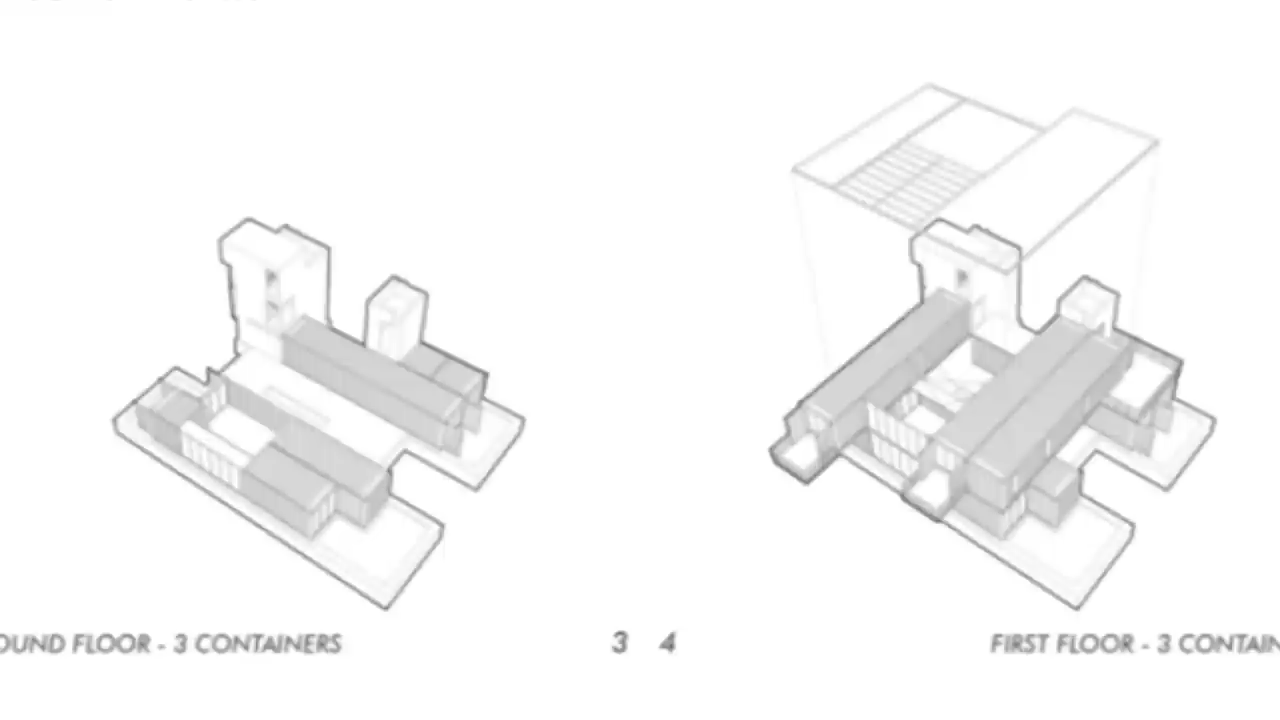 OUND FLOOR - 3 CONTAINERS
3 4
FIRST FLOOR - 3 CONTAIN